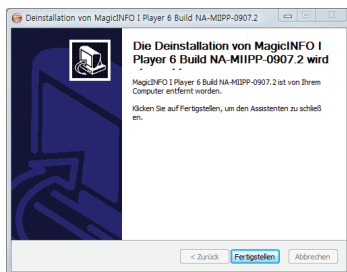 Deinstallation von MagicINFO I Player 6 Build NA-MIIPP-0907.2
Die Deinstallation von MagicINFO I
Player 6 Build NA-MIIPP-0907.2 wird
MagicINFO I Player 6 Build NA-MIIPP-0907.2 ist von Ihrem
Computer entfernt worden.
Klicken Sie auf Fertigstellen, um den Assistenten zu schließ
en.
< Zurück
Fertigstellen
Abbrechen